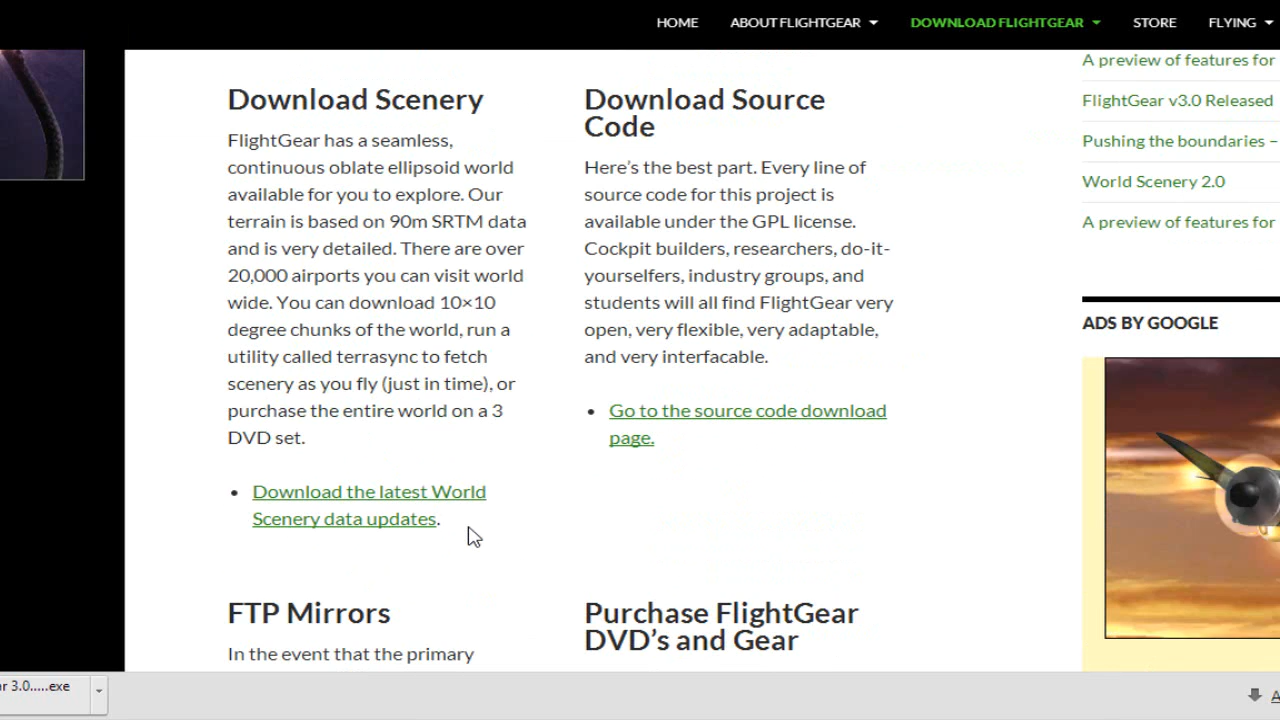 HOME ABOUT FLIGHTGEAR DOWNLOAD FLIGHTGEAR STORE FLYING
Download Scenery
FlightGear has a seamless,
continuous oblate ellipsoid world
available for you to explore. Our
terrain is based on 90m SRTM data
and is very detailed. There are over
20,000 airports you can visit world
wide. You can download 10×10
degree chunks of the world, run a
utility called terrasync to fetch
scenery as you fly (just in time), or
purchase the entire world on a 3
DVD set.
• Download the latest World
Scenery data updates.
Download Source
Code
Here's the best part. Every line of
source code for this project is
available under the GPL license.
Cockpit builders, researchers, do-it-
yourselfers, industry groups, and
students will all find FlightGear very
open, very flexible, very adaptable,
and very interfacable.
• Go to the source code download
page.
FTP Mirrors
In the event that the primary
Purchase FlightGear
DVD's and Gear
A preview of features for
FlightGear v3.0 Released
Pushing the boundaries –
World Scenery 2.0
A preview of features for
ADS BY GOOGLE
ar 3.0.....exe